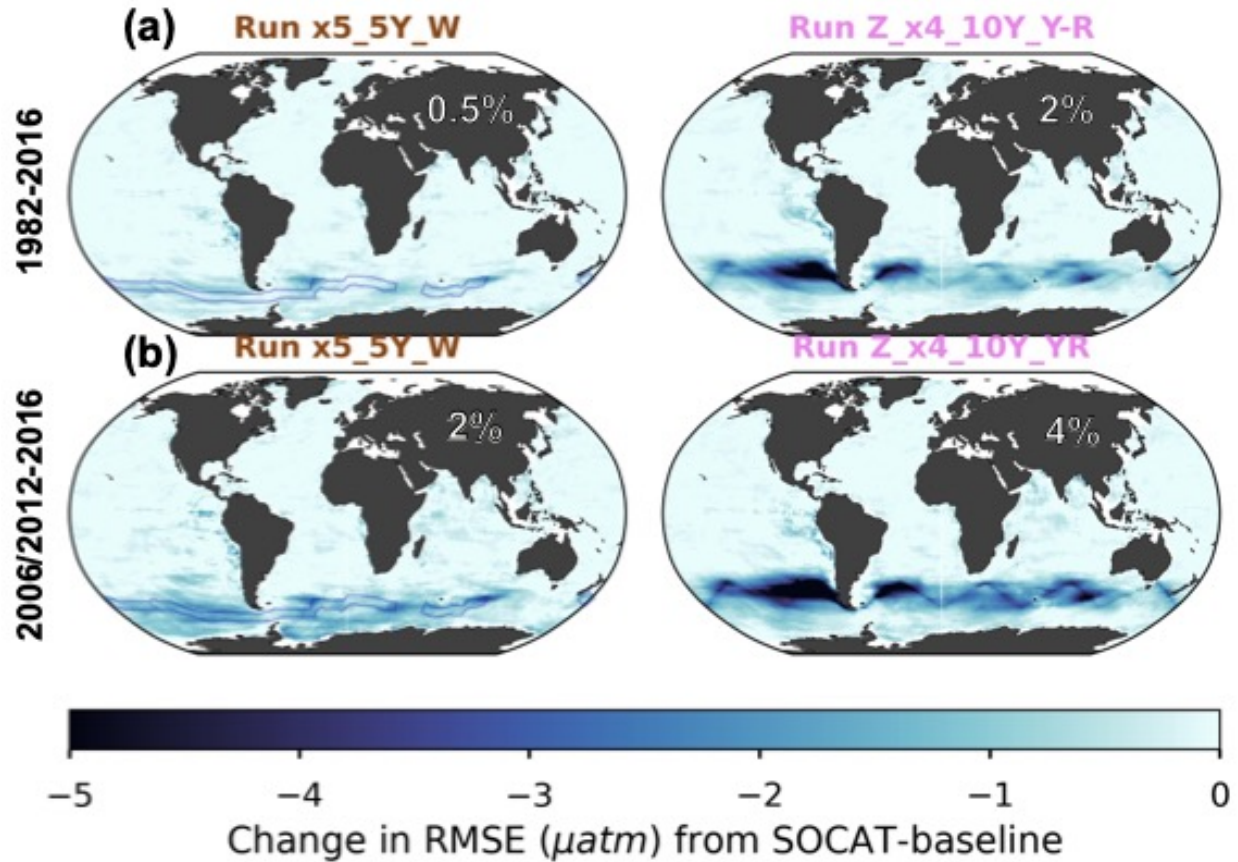 (a) Run x5_5Y_W Run Z_x4_10Y_Y-R
1982-2016
0.5% 2%
(b) Run x5_5Y_W Run Z_x4_10Y_YR
2006/2012-2016
2% 4%
−5 −4 −3 −2 −1 0
Change in RMSE (μatm) from SOCAT-baseline